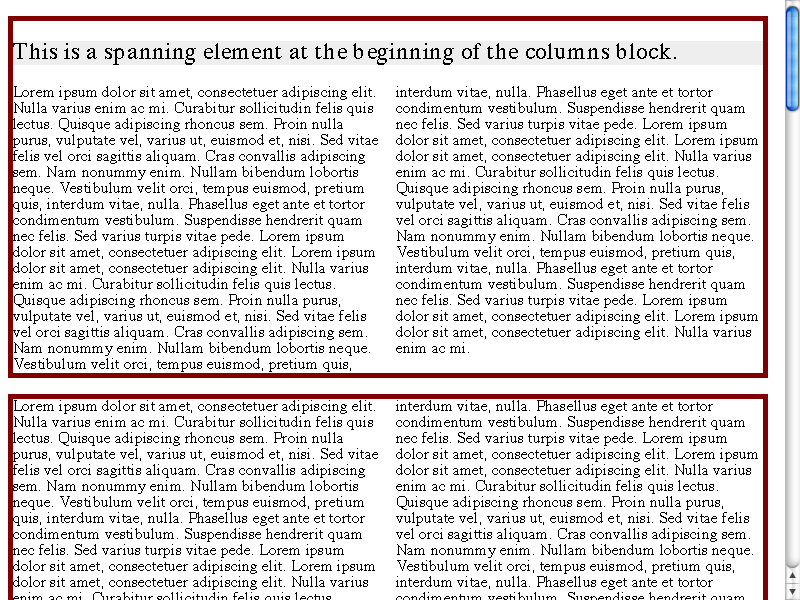 This is a spanning element at the beginning of the columns block.
Lorem ipsum dolor sit amet, consectetuer adipiscing elit.
Nulla varius enim ac mi. Curabitur sollicitudin felis quis
lectus. Quisque adipiscing rhoncus sem. Proin nulla
purus, vulputate vel, varius ut, euismod et, nisi. Sed vitae
felis vel orci sagittis aliquam. Cras convallis adipiscing
sem. Nam nonummy enim. Nullam bibendum lobortis
neque. Vestibulum velit orci, tempus euismod, pretium
quis, interdum vitae, nulla. Phasellus eget ante et tortor
condimentum vestibulum. Suspendisse hendrerit quam
nec felis. Sed varius turpis vitae pede. Lorem ipsum
dolor sit amet, consectetuer adipiscing elit. Lorem ipsum
dolor sit amet, consectetuer adipiscing elit. Nulla varius
enim ac mi. Curabitur sollicitudin felis quis lectus.
Quisque adipiscing rhoncus sem. Proin nulla purus,
vulputate vel, varius ut, euismod et, nisi. Sed vitae felis
vel orci sagittis aliquam. Cras convallis adipiscing sem.
Nam nonummy enim. Nullam bibendum lobortis neque.
Vestibulum velit orci, tempus euismod, pretium quis,
interdum vitae, nulla. Phasellus eget ante et tortor
condimentum vestibulum. Suspendisse hendrerit quam
nec felis. Sed varius turpis vitae pede. Lorem ipsum
dolor sit amet, consectetuer adipiscing elit. Lorem ipsum
dolor sit amet, consectetuer adipiscing elit. Nulla varius
enim ac mi. Curabitur sollicitudin felis quis lectus.
Quisque adipiscing rhoncus sem. Proin nulla purus,
vulputate vel, varius ut, euismod et, nisi. Sed vitae felis
vel orci sagittis aliquam. Cras convallis adipiscing sem.
Nam nonummy enim. Nullam bibendum lobortis neque.
Vestibulum velit orci, tempus euismod, pretium quis,
interdum vitae, nulla. Phasellus eget ante et tortor
condimentum vestibulum. Suspendisse hendrerit quam
nec felis. Sed varius turpis vitae pede. Lorem ipsum
dolor sit amet, consectetuer adipiscing elit. Lorem ipsum
dolor sit amet, consectetuer adipiscing elit. Nulla varius
enim ac mi.
Lorem ipsum dolor sit amet, consectetuer adipiscing elit.
Nulla varius enim ac mi. Curabitur sollicitudin felis quis
lectus. Quisque adipiscing rhoncus sem. Proin nulla
purus, vulputate vel, varius ut, euismod et, nisi. Sed vitae
felis vel orci sagittis aliquam. Cras convallis adipiscing
sem. Nam nonummy enim. Nullam bibendum lobortis
neque. Vestibulum velit orci, tempus euismod, pretium
quis, interdum vitae, nulla. Phasellus eget ante et tortor
condimentum vestibulum. Suspendisse hendrerit quam
nec felis. Sed varius turpis vitae pede. Lorem ipsum
dolor sit amet, consectetuer adipiscing elit. Lorem ipsum
dolor sit amet, consectetuer adipiscing elit. Nulla varius
enim ac mi. Curabitur sollicitudin felis quis lectus.
interdum vitae, nulla. Phasellus eget ante et tortor
condimentum vestibulum. Suspendisse hendrerit quam
nec felis. Sed varius turpis vitae pede. Lorem ipsum
dolor sit amet, consectetuer adipiscing elit. Lorem ipsum
dolor sit amet, consectetuer adipiscing elit. Nulla varius
enim ac mi. Curabitur sollicitudin felis quis lectus.
Quisque adipiscing rhoncus sem. Proin nulla purus,
vulputate vel, varius ut, euismod et, nisi. Sed vitae felis
vel orci sagittis aliquam. Cras convallis adipiscing sem.
Nam nonummy enim. Nullam bibendum lobortis neque.
Vestibulum velit orci, tempus euismod, pretium quis,
interdum vitae, nulla. Phasellus eget ante et tortor
condimentum vestibulum. Suspendisse hendrerit quam